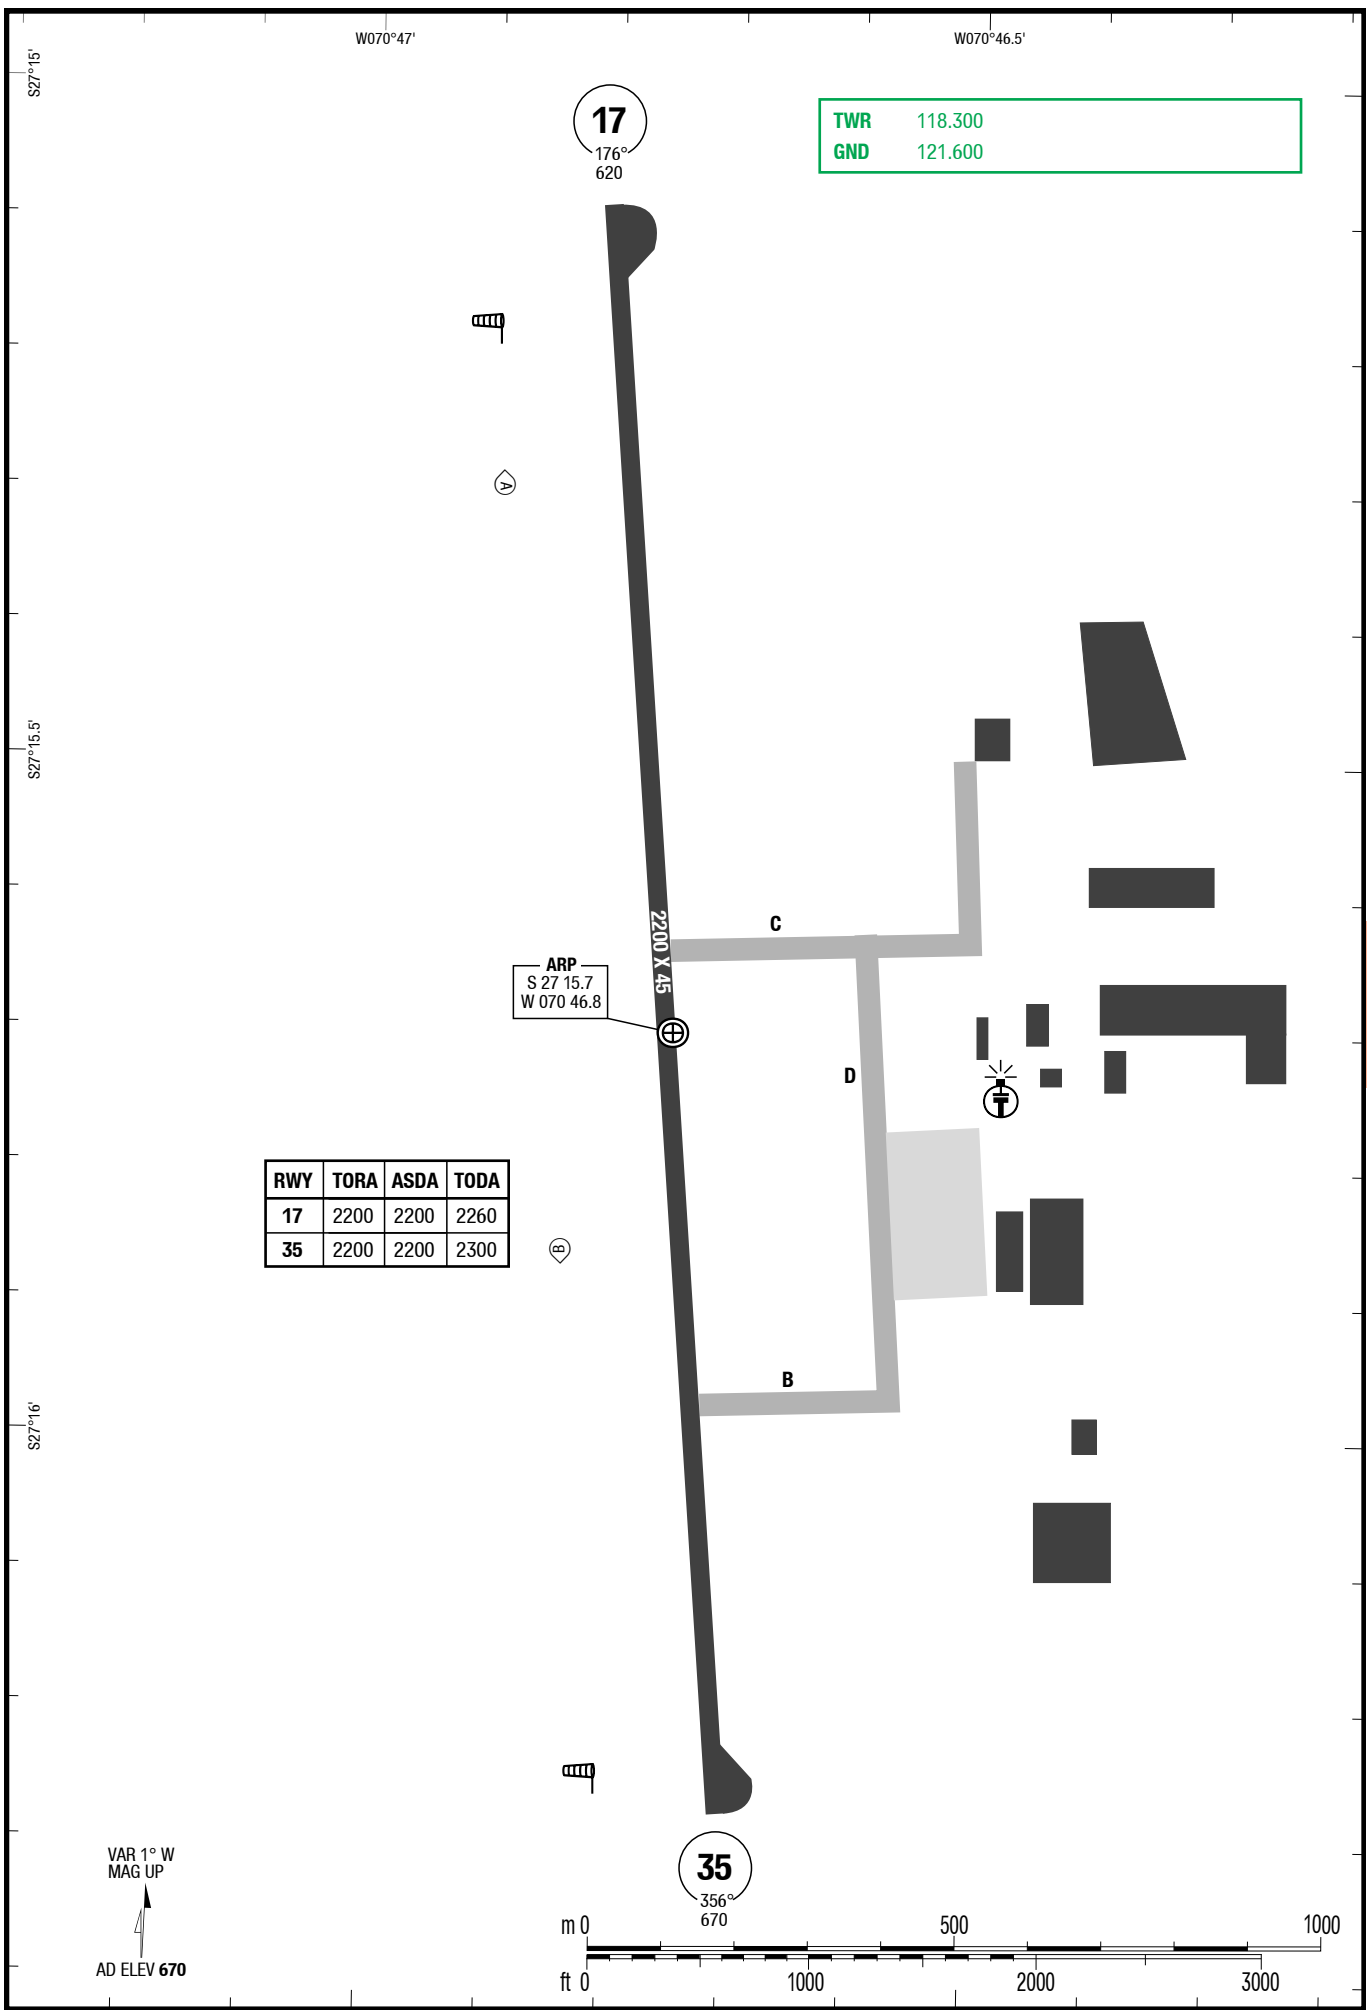 W070°47'
W070°46.5'
S27°15'
17
176°
620
TWR 118.300
GND 121.600
A
S27°15.5'
2200 X 45
C
ARP
S 27 15.7
W 070 46.8
D
RWY TORA ASDA TODA
17 2200 2200 2260
35 2200 2200 2300
B
B
S27°16'
35
356°
670
VAR 1° W
MAG UP
AD ELEV 670
m 0 500 1000
ft 0 1000 2000 3000